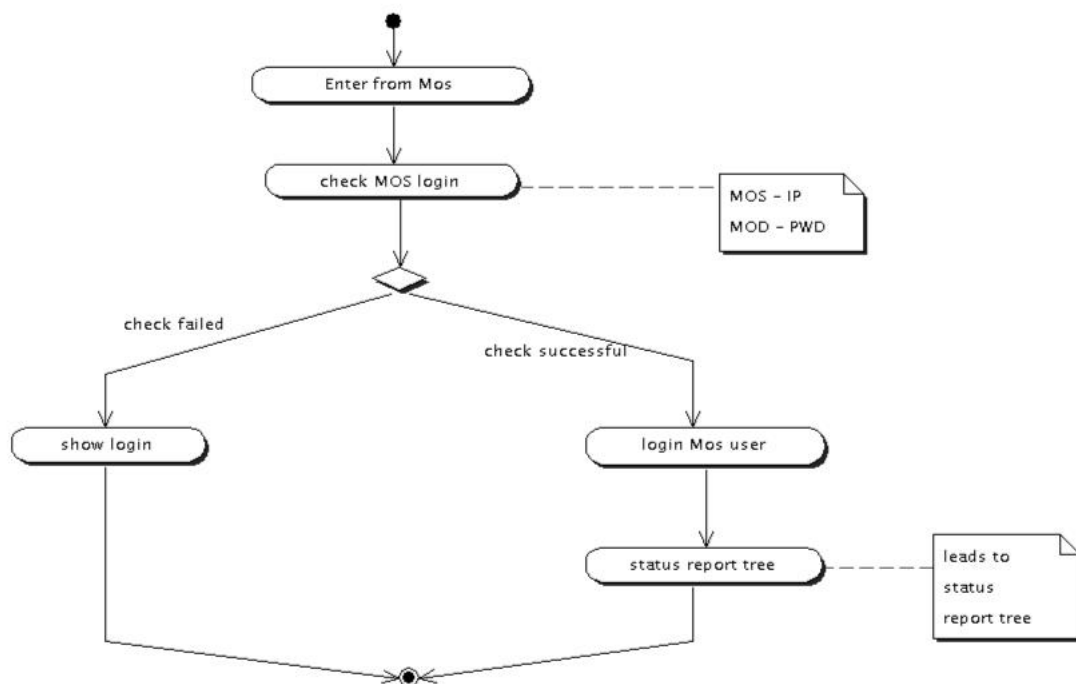 Enter from Mos
check MOS login
MOS - IP
MOD - PWD
check failed
check successful
show login
login Mos user
status report tree
leads to
status
report tree